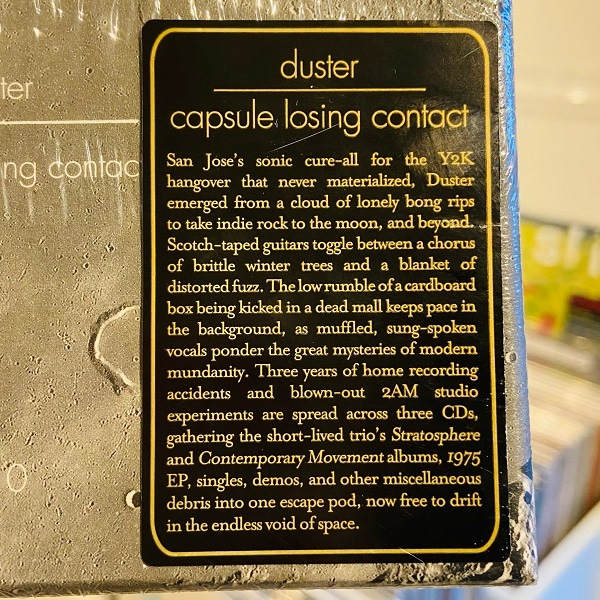 duster
capsule losing contact
San Jose's sonic cure-all for the Y2K
hangover that never materialized, Duster
emerged from a cloud of lonely bong rips
to take indie rock to the moon, and beyond.
Scotch-taped guitars toggle between a chorus
of brittle winter trees and a blanket of
distorted fuzz. The low rumble of a cardboard
box being kicked in a dead mall keeps pace in
the background, as muffled, sung-spoken
vocals ponder the great mysteries of modern
mundanity. Three years of home recording
accidents and blown-out 2AM studio
experiments are spread across three CDs,
gathering the short-lived trio's Stratosphere
and Contemporary Movement albums, 1975
EP, singles, demos, and other miscellaneous
debris into one escape pod, now free to drift
in the endless void of space.
ter
ng contac
0